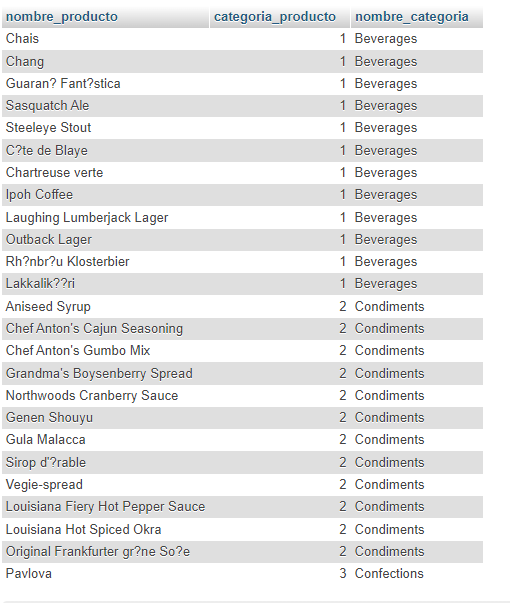 nombre_producto categoria_producto nombre_categoria
Chais 1 Beverages
Chang 1 Beverages
Guaran? Fant?stica 1 Beverages
Sasquatch Ale 1 Beverages
Steeleye Stout 1 Beverages
C?te de Blaye 1 Beverages
Chartreuse verte 1 Beverages
Ipoh Coffee 1 Beverages
Laughing Lumberjack Lager 1 Beverages
Outback Lager 1 Beverages
Rh?nbr?u Klosterbier 1 Beverages
Lakkalik??ri 1 Beverages
Aniseed Syrup 2 Condiments
Chef Anton's Cajun Seasoning 2 Condiments
Chef Anton's Gumbo Mix 2 Condiments
Grandma's Boysenberry Spread 2 Condiments
Northwoods Cranberry Sauce 2 Condiments
Genen Shouyu 2 Condiments
Gula Malacca 2 Condiments
Sirop d'?rable 2 Condiments
Vegie-spread 2 Condiments
Louisiana Fiery Hot Pepper Sauce 2 Condiments
Louisiana Hot Spiced Okra 2 Condiments
Original Frankfurter gr?ne So?e 2 Condiments
Pavlova 3 Confections